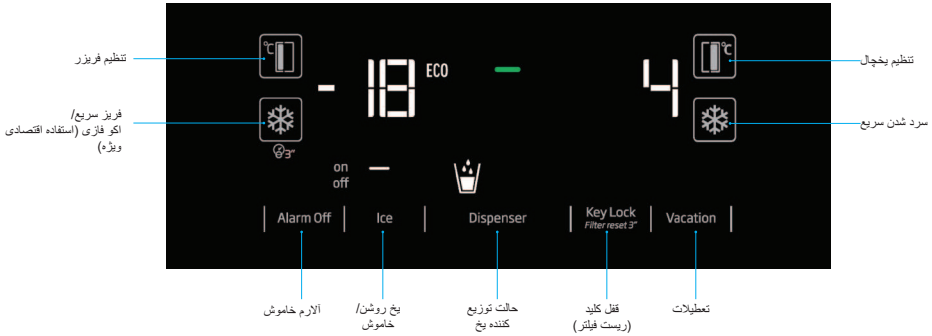 تنظیم فریزر
°C
- 18
ECO
4
°C
تنظیم یخچال
فریز سریع/
اکو فازی (استفاده اقتصادی
ویژه)
3"
سرد شدن سریع
on
off
Alarm Off
Ice
Dispenser
Key Lock
Filter reset 3"
Vacation
آلارم خاموش
یخ روشن/
خاموش
حالت توزیع
کننده یخ
قفل کلید
(ریست فیلتر)
تعطیلات